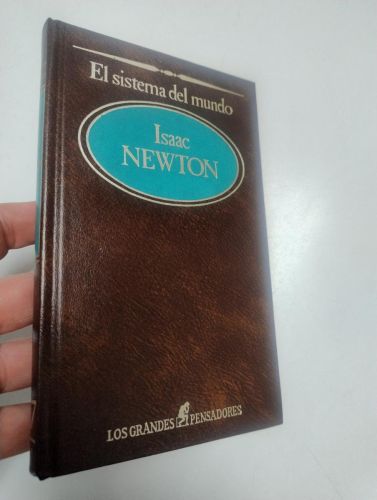 El sistema del mundo
Isaac
NEWTON
LOS GRANDES PENSADORES